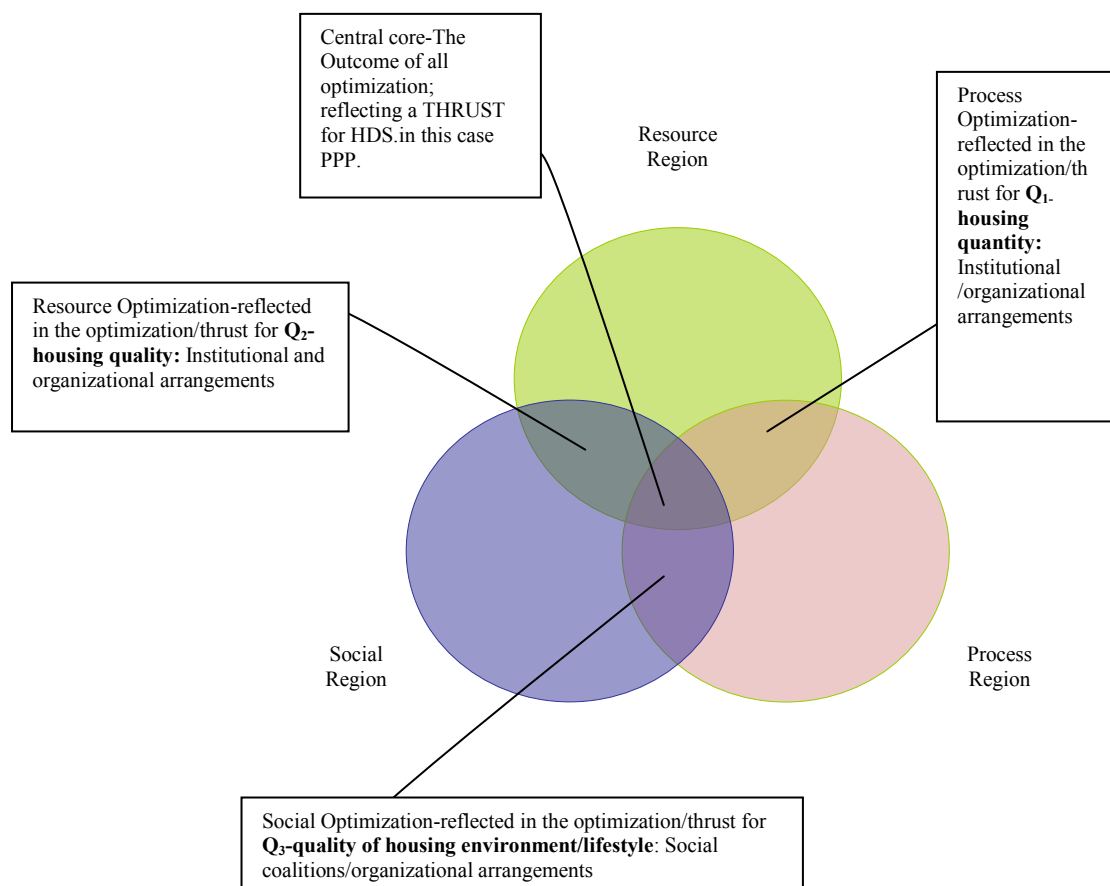 Central core-The
Outcome of all
optimization;
reflecting a THRUST
for HDS.in this case
PPP.
Resource
Region
Process
Optimization-
reflected in the
optimization/th
rust for Q1-
housing
quantity:
Institutional
/organizational
arrangements
Resource Optimization-reflected
in the optimization/thrust for Q2-
housing quality: Institutional and
organizational arrangements
Social
Region
Process
Region
Social Optimization-reflected in the optimization/thrust for
Q3-quality of housing environment/lifestyle: Social
coalitions/organizational arrangements